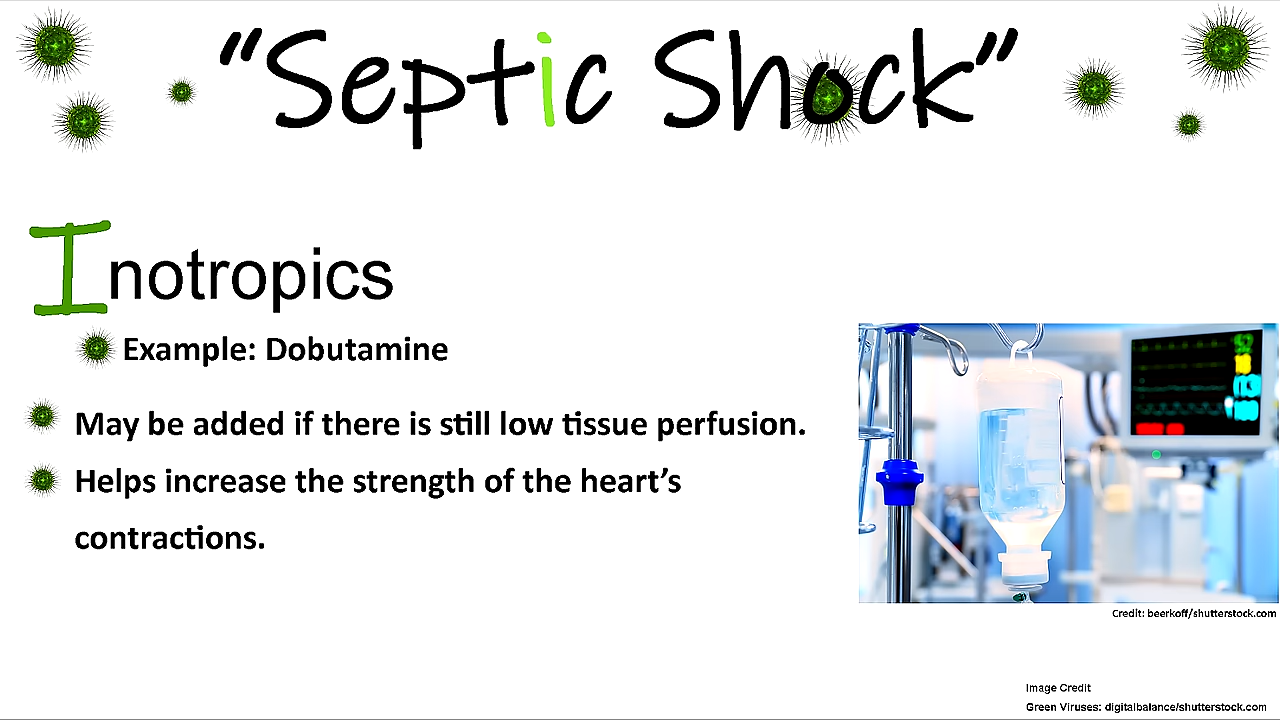 “Septic Shock”
Inotropics
Example: Dobutamine
May be added if there is still low tissue perfusion.
Helps increase the strength of the heart’s
contractions.
Credit: beerkoff/shutterstock.com
Image Credit
Green Viruses: digitalbalance/shutterstock.com